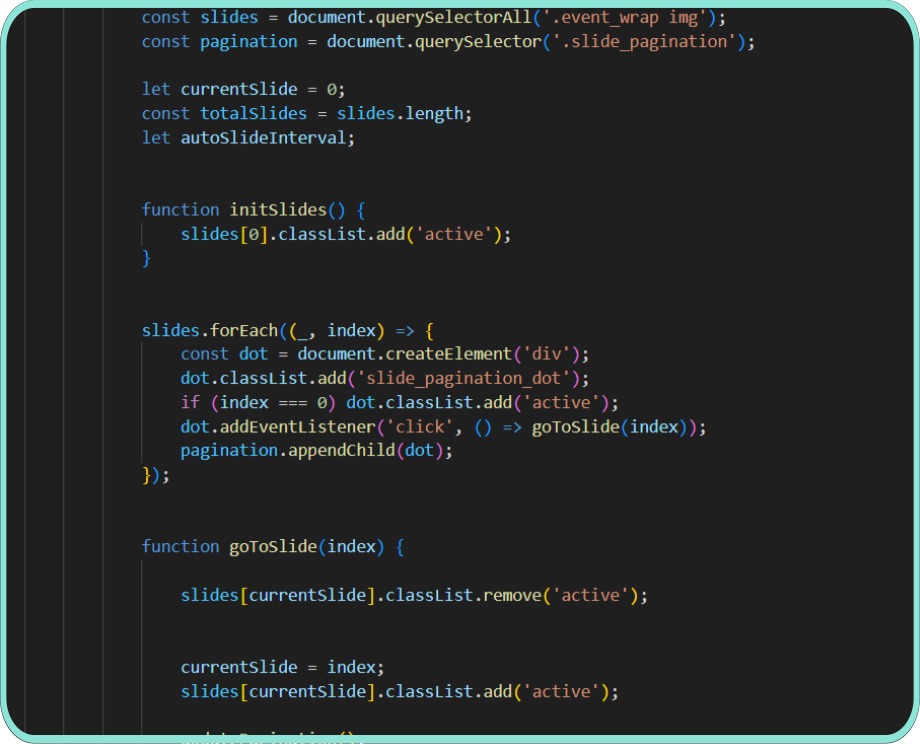 const slides = document.querySelectorAll('.event_wrap img');
const pagination = document.querySelector('.slide_pagination');
let currentSlide = 0;
const totalSlides = slides.length;
let autoSlideInterval;
function initSlides() {
slides[0].classList.add('active');
}
slides.forEach((_, index) => {
const dot = document.createElement('div');
dot.classList.add('slide_pagination_dot');
if (index === 0) dot.classList.add('active');
dot.addEventListener('click', () => goToSlide(index));
pagination.appendChild(dot);
});
function goToSlide(index) {
slides[currentSlide].classList.remove('active');
currentSlide = index;
slides[currentSlide].classList.add('active');